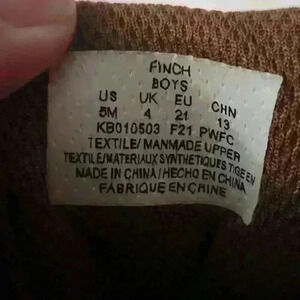 FINCH
BOYS
US UK EU CHN
5M 4 21 13
KB010503 F21 PWFC
TEXTILE/MANMADE UPPER
TEXTILE/MATERIAUX SYNTHETIQUES TIGE EN
MADE IN CHINA/HECHO EN CHINA
FABRIQUE EN CHINE